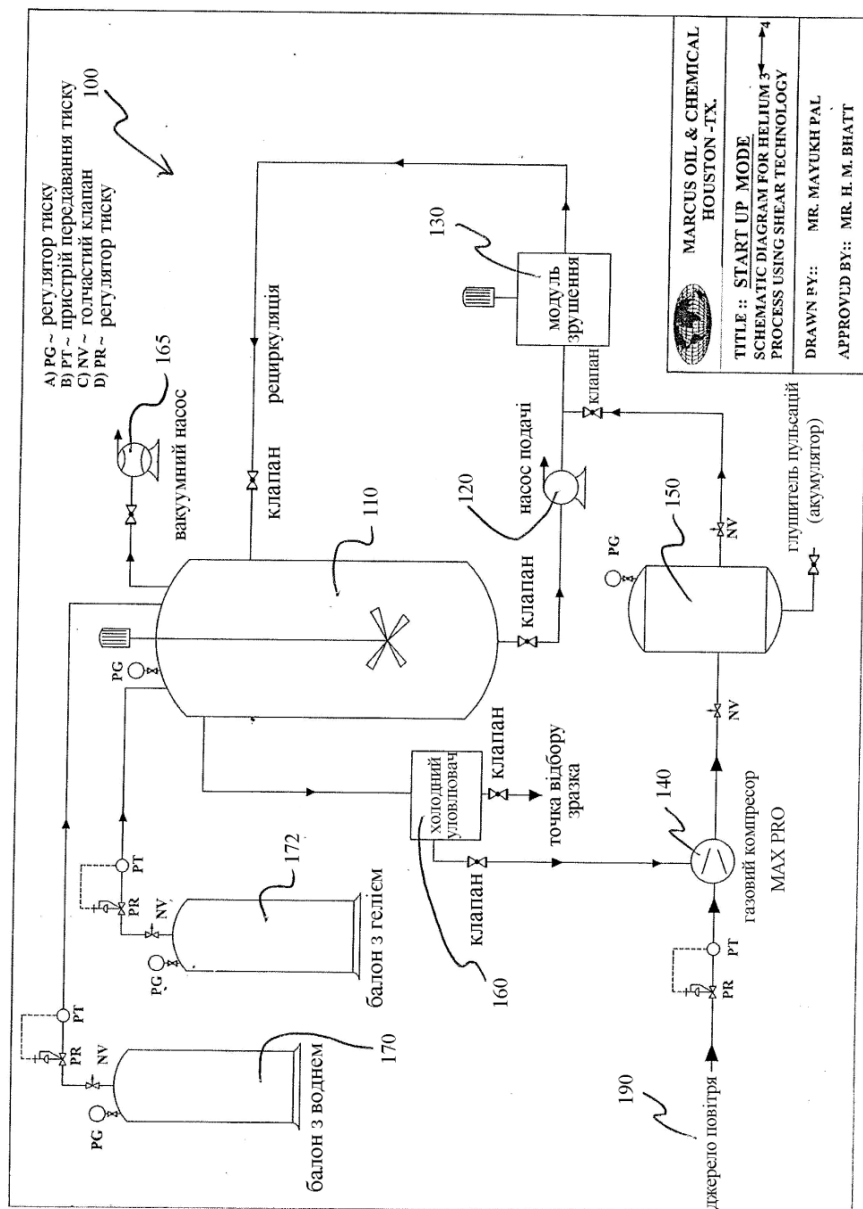 100
A) PG ~ регулятор тиску
B) PT ~ пристрій передавання тиску
C) NV ~ голчастий клапан
D) PR ~ регулятор тиску
165
вакуумний насос
рециркуляція
клапан
130
модуль
зрушення
клапан
110
120
насос подачі
клапан
PG
PT
PR
NV
PG
172
балон з гелієм
PT
PR
NV
PG
170
балон з воднем
холодний
уловлювач
клапан
точка відбору
зразка
клапан
160
PG
150
NV
глушитель пульсацій
(акумулятор)
NV
140
газовий компресор
MAX PRO
PT
PR
190
джерело повітря
MARCUS OIL & CHEMICAL
HOUSTON -TX.
TITLE :: START UP MODE
SCHEMATIC DIAGRAM FOR HELIUM 3 4
PROCESS USING SHEAR TECHNOLOGY
DRAWN BY:: MR. MAYUKH PAL
APPROVED BY:: MR. H. M. BHATT